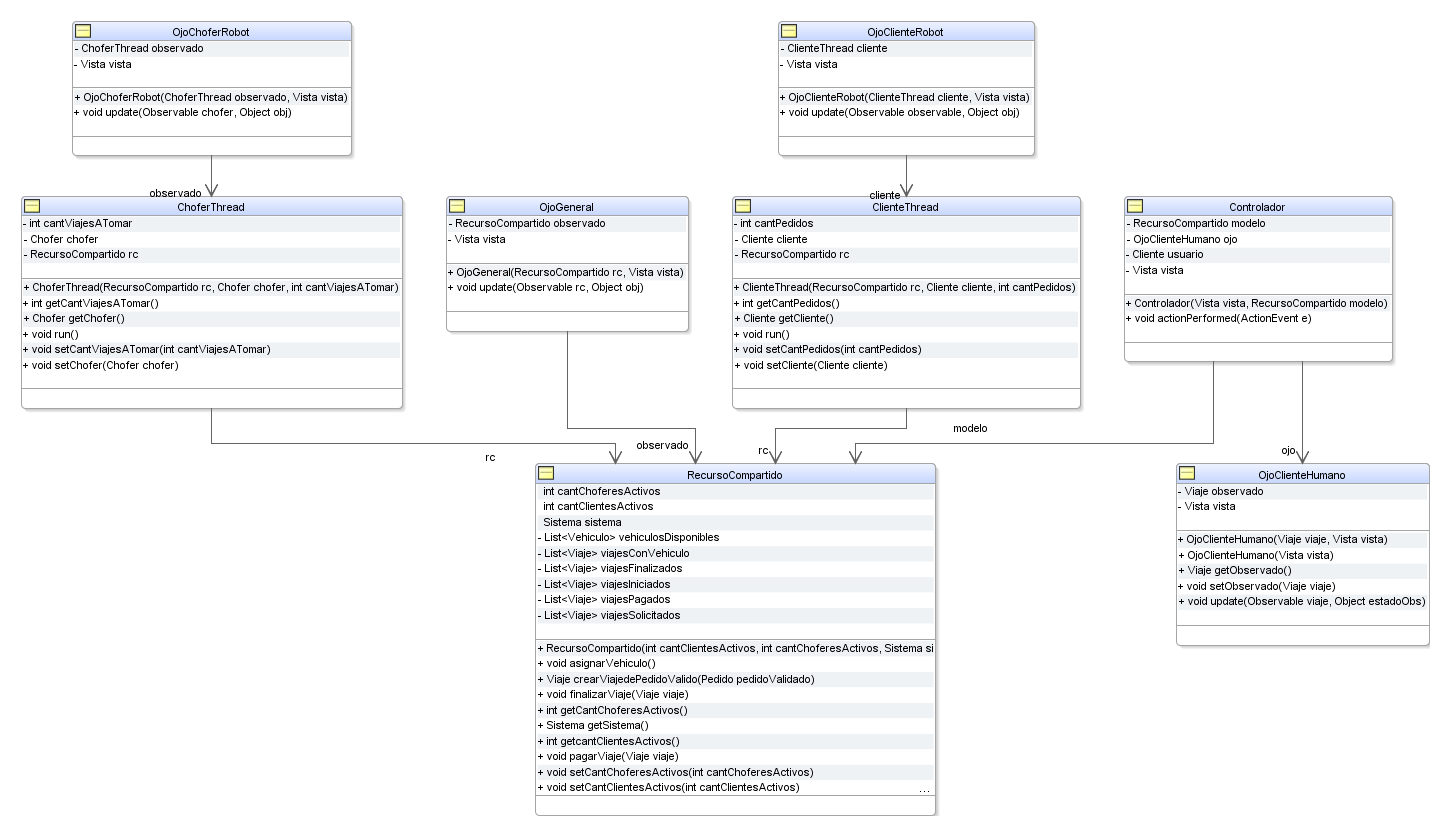 OjoChoferRobot
- ChoferThread observado
- Vista vista
+ OjoChoferRobot(ChoferThread observado, Vista vista)
+ void update(Observable chofer, Object obj)
OjoClienteRobot
- ClienteThread cliente
- Vista vista
+ OjoClienteRobot(ClienteThread cliente, Vista vista)
+ void update(Observable observable, Object obj)
observado
cliente
ChoferThread
- int cantViajesATomar
- Chofer chofer
- RecursoCompartido rc
+ ChoferThread(RecursoCompartido rc, Chofer chofer, int cantViajesATomar)
+ int getCantViajesATomar()
+ Chofer getChofer()
+ void run()
+ void setCantViajesATomar(int cantViajesATomar)
+ void setChofer(Chofer chofer)
OjoGeneral
- RecursoCompartido observado
- Vista vista
+ OjoGeneral(RecursoCompartido rc, Vista vista)
+ void update(Observable rc, Object obj)
ClienteThread
- int cantPedidos
- Cliente cliente
- RecursoCompartido rc
+ ClienteThread(RecursoCompartido rc, Cliente cliente, int cantPedidos)
+ int getCantPedidos()
+ Cliente getCliente()
+ void run()
+ void setCantPedidos(int cantPedidos)
+ void setCliente(Cliente cliente)
Controlador
- RecursoCompartido modelo
- OjoClienteHumano ojo
- Cliente usuario
- Vista vista
+ Controlador(Vista vista, RecursoCompartido modelo)
+ void actionPerformed(ActionEvent e)
rc
observado
rc
modelo
ojo
RecursoCompartido
int cantChoferesActivos
int cantClientesActivos
Sistema sistema
- List<Vehiculo> vehiculosDisponibles
- List<Viaje> viajesConVehiculo
- List<Viaje> viajesFinalizados
- List<Viaje> viajesIniciados
- List<Viaje> viajesPagados
- List<Viaje> viajesSolicitados
+ RecursoCompartido(int cantClientesActivos, int cantChoferesActivos, Sistema si
+ void asignarVehiculo()
+ Viaje crearViajedePedidoValido(Pedido pedidoValidado)
+ void finalizarViaje(Viaje viaje)
+ int getCantChoferesActivos()
+ Sistema getSistema()
+ int getcantClientesActivos()
+ void pagarViaje(Viaje viaje)
+ void setCantChoferesActivos(int cantChoferesActivos)
+ void setCantClientesActivos(int cantClientesActivos) ...
OjoClienteHumano
- Viaje observado
- Vista vista
+ OjoClienteHumano(Viaje viaje, Vista vista)
+ OjoClienteHumano(Vista vista)
+ Viaje getObservado()
+ void setObservado(Viaje viaje)
+ void update(Observable viaje, Object estadoObs)